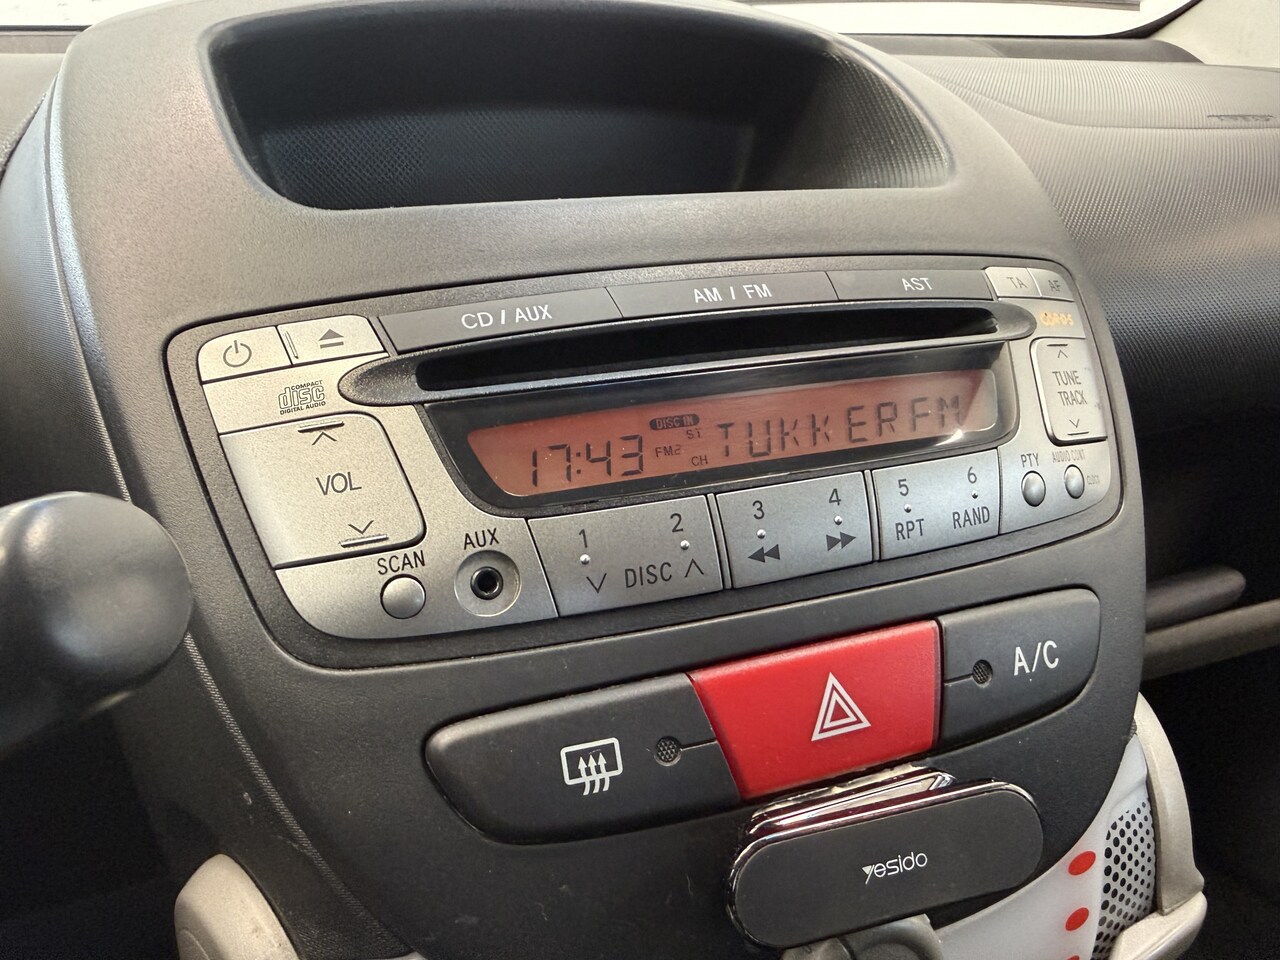 CD / AUX
AM / FM
AST
TA
AF
COMPACT
disc
DIGITAL AUDIO
TUNE
TRACK
VOL
DISC IN
17:43
FM2
ST
CH
TUKKERFM
PTY
AUDIO CONT
CLOCK
SCAN
AUX
1
2
DISC
3
4
5
RPT
6
RAND
A/C
yesido